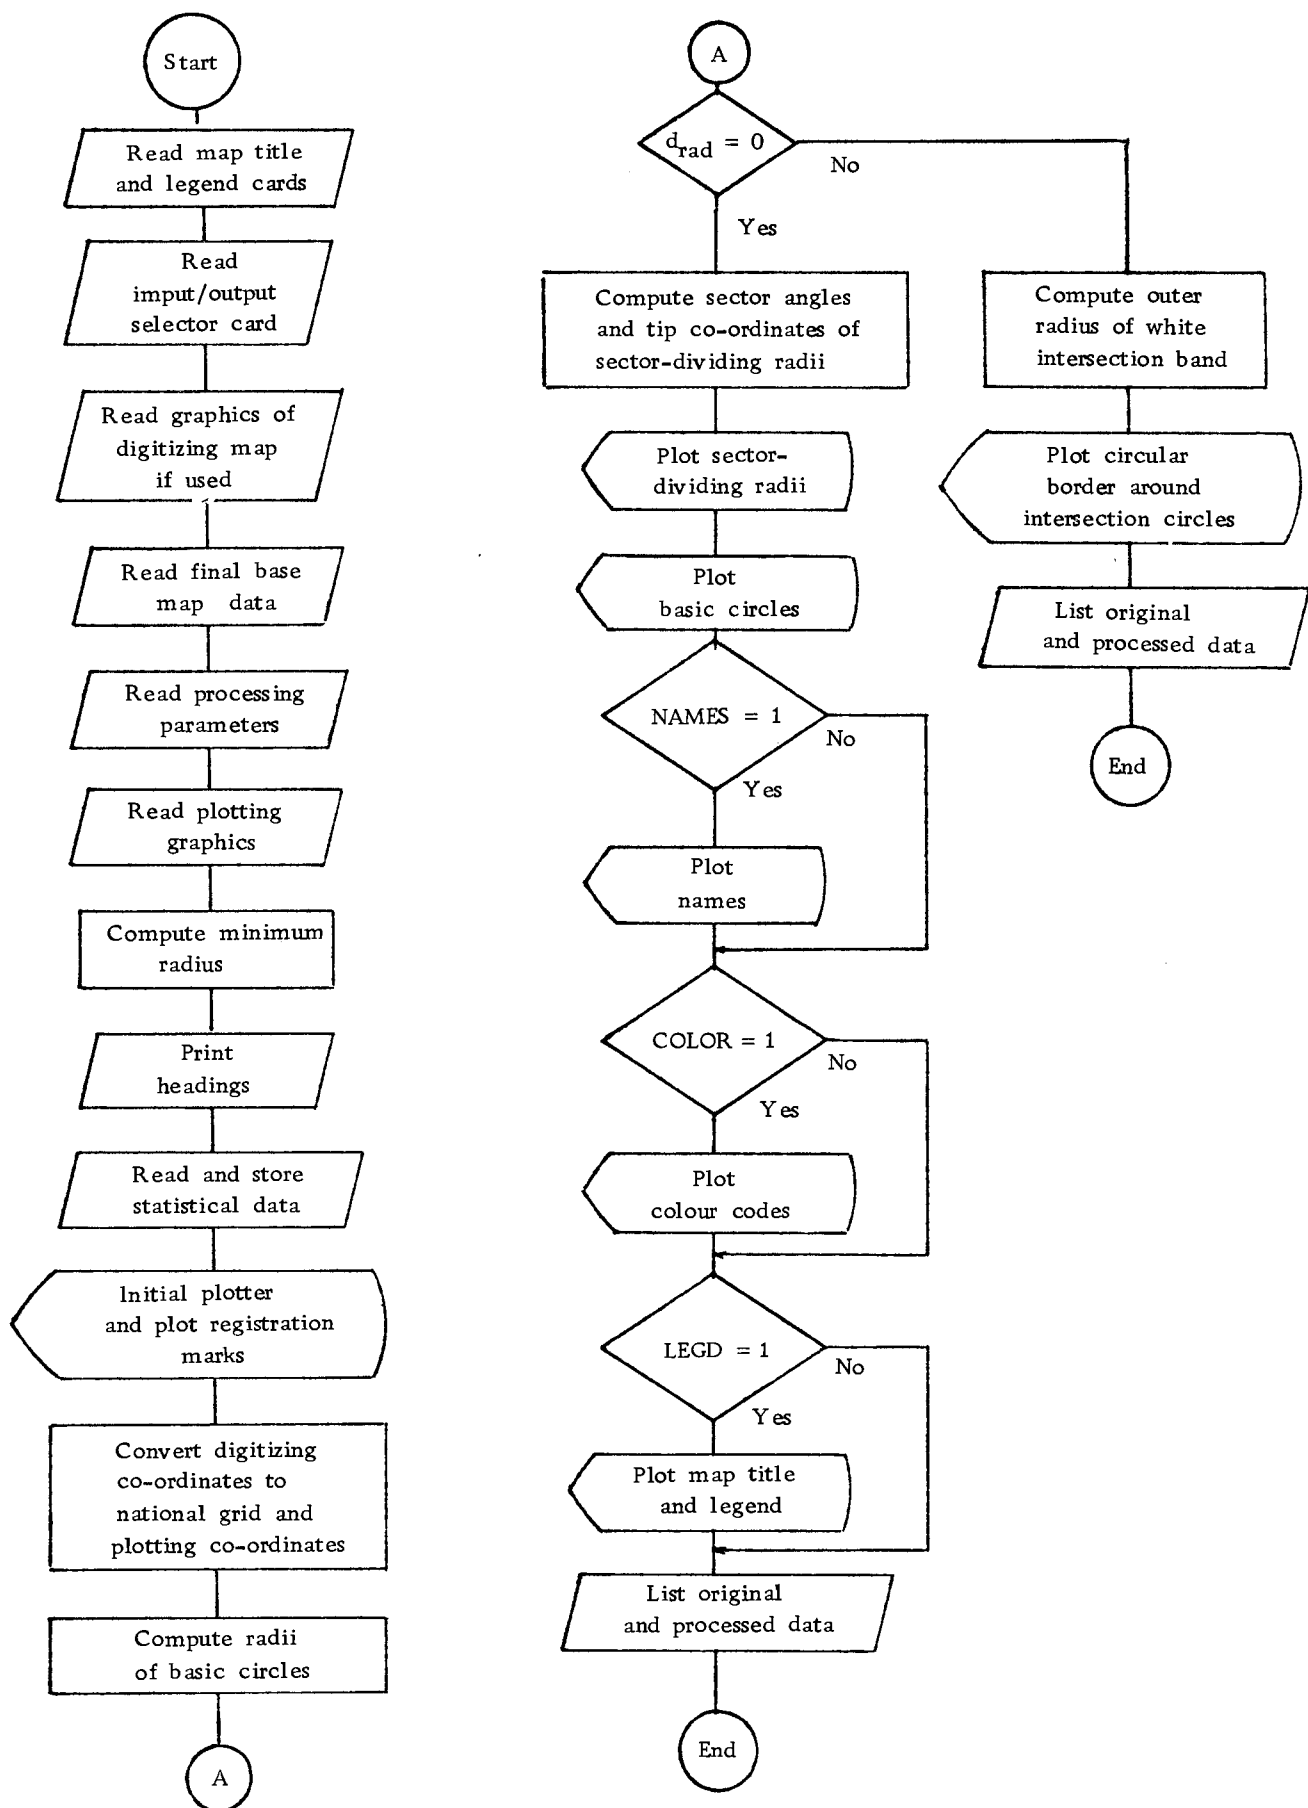 Start
Read map title
and legend cards
Read
imput/output
selector card
Read graphics of
digitizing map
if used
Read final base
map data
Read processing
parameters
Read plotting
graphics
Compute minimum
radius
Print
headings
Read and store
statistical data
Initial plotter
and plot registration
marks
Convert digitizing
co-ordinates to
national grid and
plotting co-ordinates
Compute radii
of basic circles
A
A
d_rad = 0
No
Yes
Compute sector angles
and tip co-ordinates of
sector-dividing radii
Plot sector-
dividing radii
Plot
basic circles
NAMES = 1
No
Yes
Plot
names
COLOR = 1
No
Yes
Plot
colour codes
LEGD = 1
No
Yes
Plot map title
and legend
List original
and processed data
End
Compute outer
radius of white
intersection band
Plot circular
border around
intersection circles
List original
and processed data
End